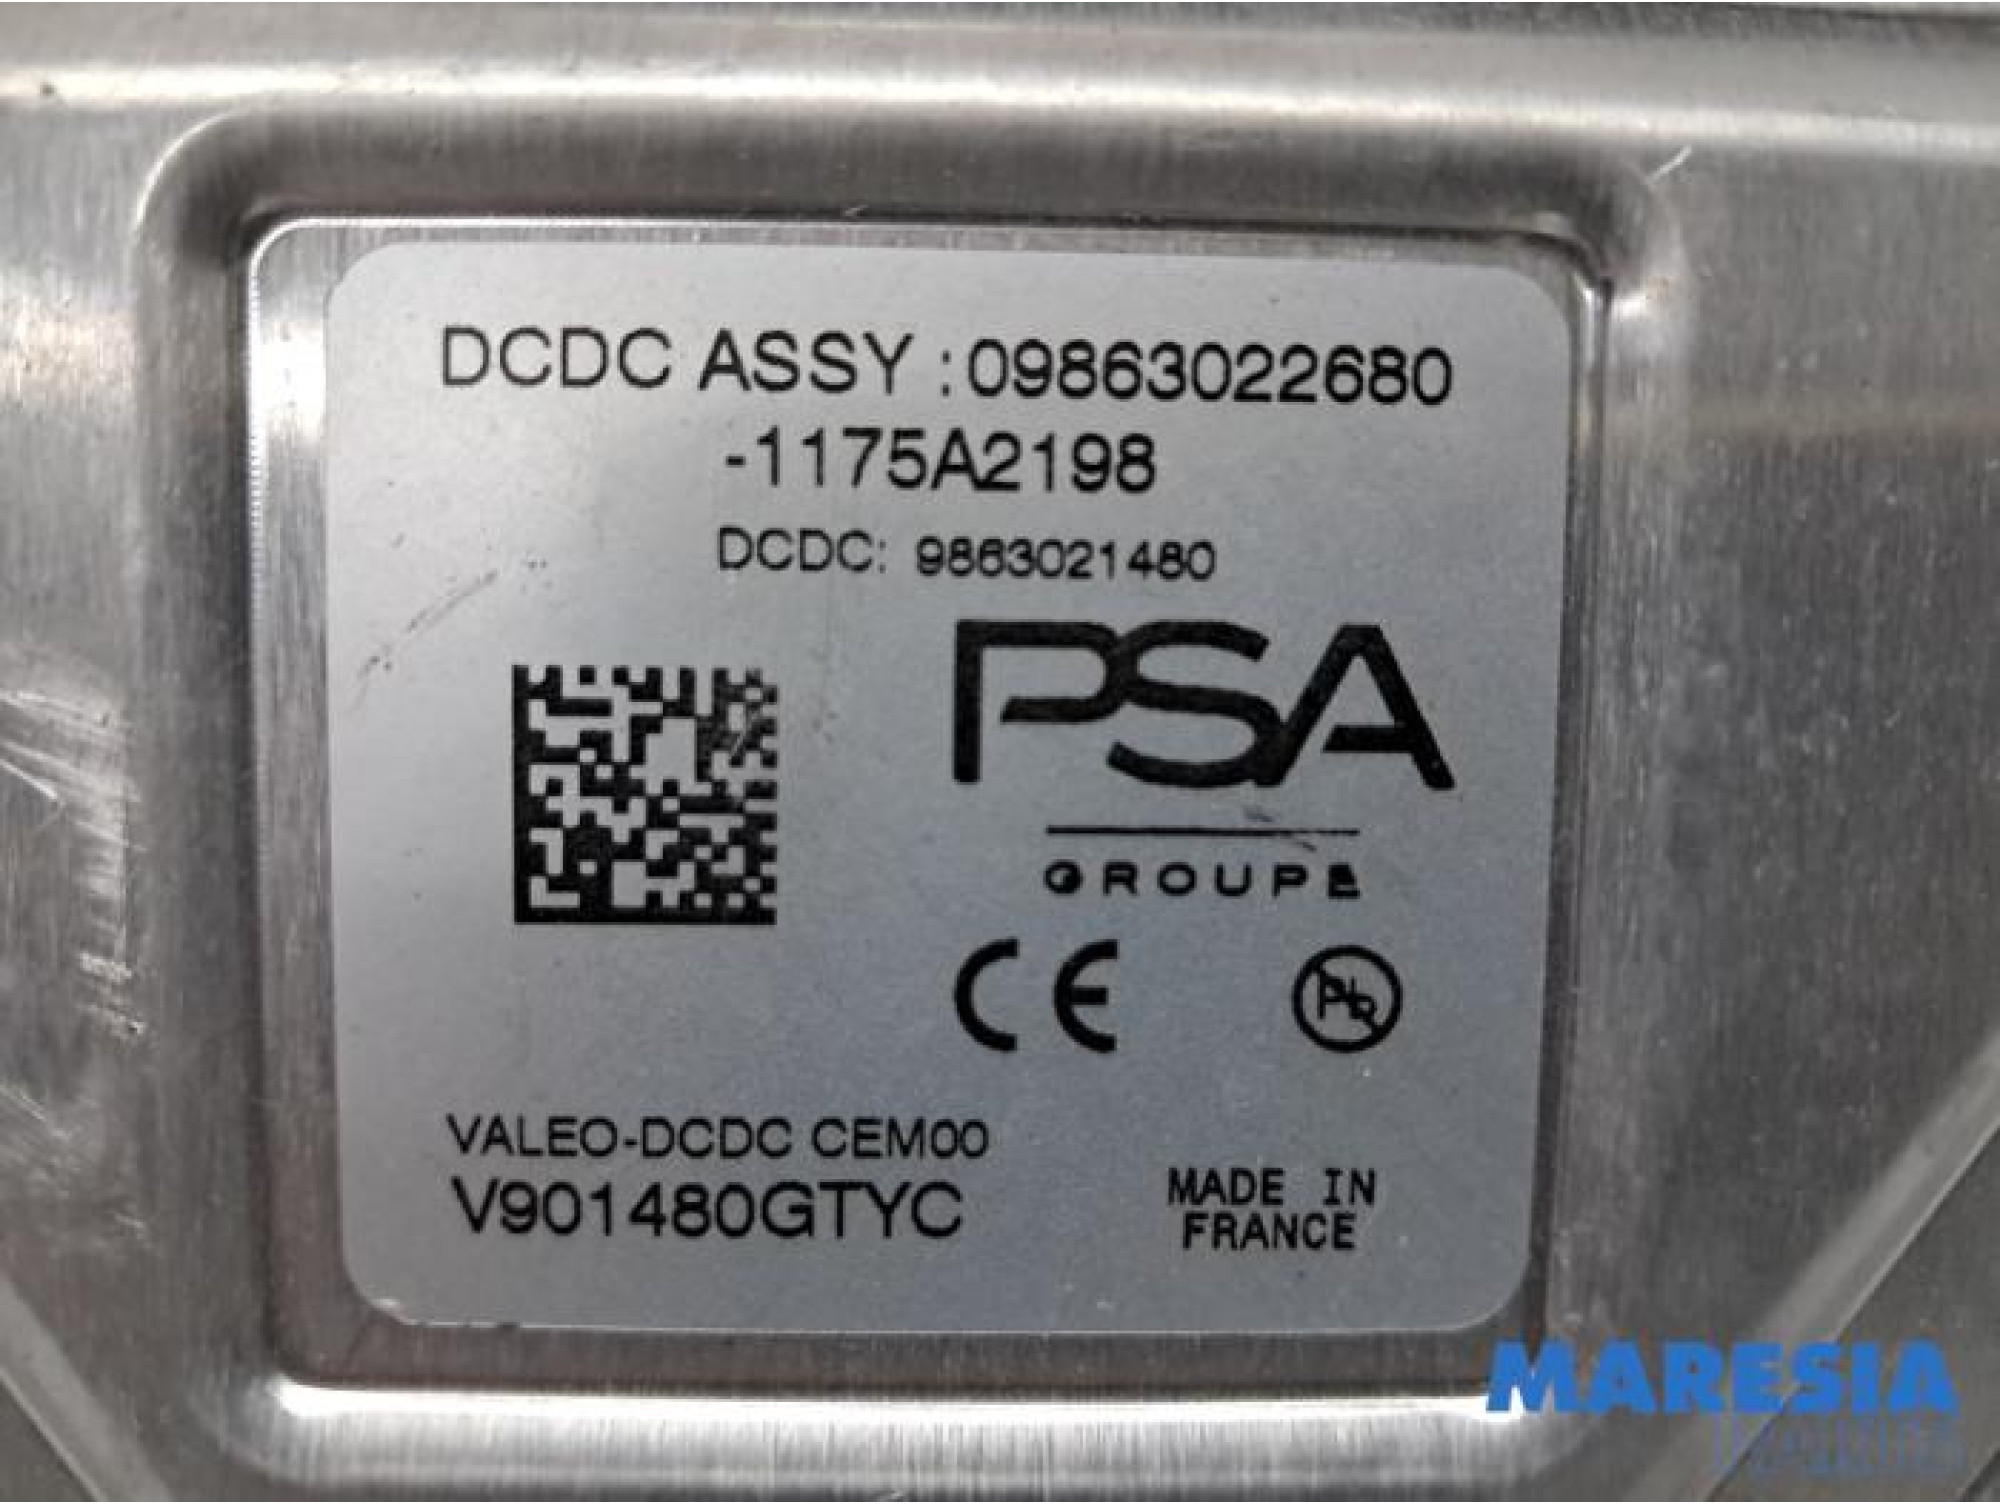 DCDC ASSY :09863022680
-1175A2198
DCDC: 9863021480
PSA
GROUPE
CE
Pb
VALEO-DCDC CEM00
V901480GTYC
MADE IN
FRANCE
MARESIA